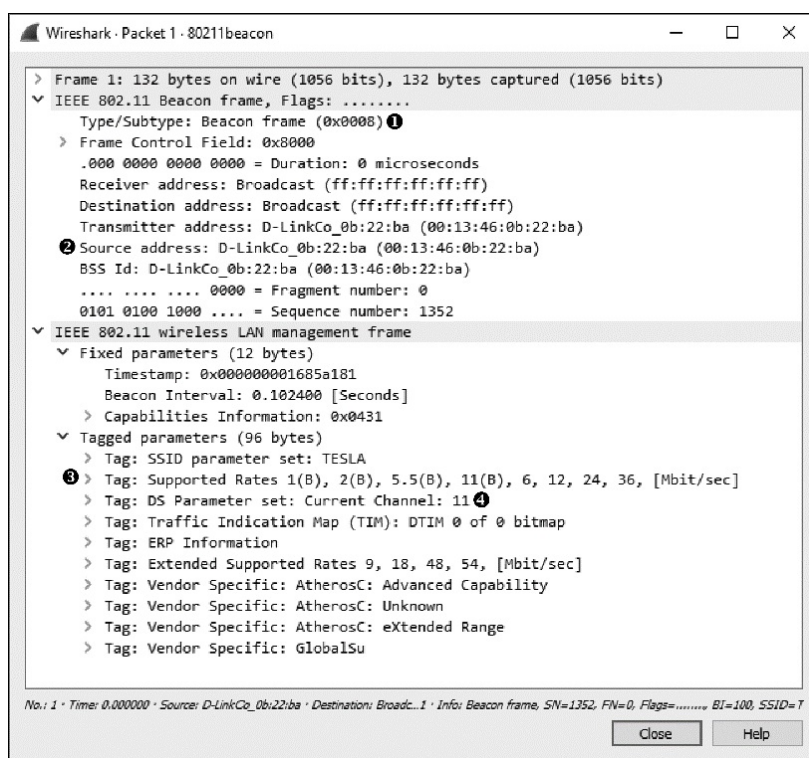 Wireshark · Packet 1 · 80211beacon
> Frame 1: 132 bytes on wire (1056 bits), 132 bytes captured (1056 bits)
IEEE 802.11 Beacon frame, Flags: ........
Type/Subtype: Beacon frame (0x0008) ❶
> Frame Control Field: 0x8000
.000 0000 0000 0000 = Duration: 0 microseconds
Receiver address: Broadcast (ff:ff:ff:ff:ff:ff)
Destination address: Broadcast (ff:ff:ff:ff:ff:ff)
Transmitter address: D-LinkCo_0b:22:ba (00:13:46:0b:22:ba)
❷ Source address: D-LinkCo_0b:22:ba (00:13:46:0b:22:ba)
BSS Id: D-LinkCo_0b:22:ba (00:13:46:0b:22:ba)
.... .... .... 0000 = Fragment number: 0
0101 0100 1000 .... = Sequence number: 1352
IEEE 802.11 wireless LAN management frame
Fixed parameters (12 bytes)
Timestamp: 0x000000001685a181
Beacon Interval: 0.102400 [Seconds]
> Capabilities Information: 0x0431
Tagged parameters (96 bytes)
> Tag: SSID parameter set: TESLA
❸ > Tag: Supported Rates 1(B), 2(B), 5.5(B), 11(B), 6, 12, 24, 36, [Mbit/sec]
> Tag: DS Parameter set: Current Channel: 11 ❹
> Tag: Traffic Indication Map (TIM): DTIM 0 of 0 bitmap
> Tag: ERP Information
> Tag: Extended Supported Rates 9, 18, 48, 54, [Mbit/sec]
> Tag: Vendor Specific: AtherosC: Advanced Capability
> Tag: Vendor Specific: AtherosC: Unknown
> Tag: Vendor Specific: AtherosC: eXtended Range
> Tag: Vendor Specific: GlobalSu
No.: 1 · Time: 0.000000 · Source: D-LinkCo_0b:22:ba · Destination: Broadc...1 · Info: Beacon frame, SN=1352, FN=0, Flags=........, BI=100, SSID=T
Close Help